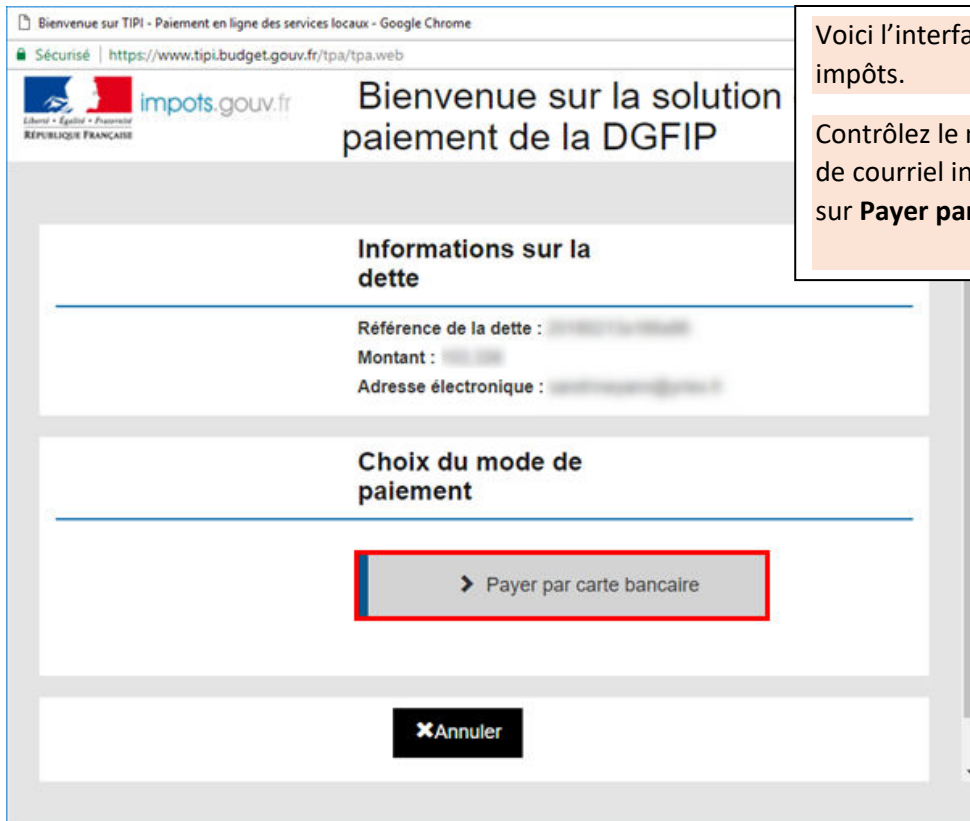 Bienvenue sur TIPI - Paiement en ligne des services locaux - Google Chrome
Sécurisé | https://www.tipi.budget.gouv.fr/tpa/tpa.web
Voici l'interfa
impôts.
Contrôlez le
de courriel in
sur Payer par
Liberté • Égalité • Fraternité
RÉPUBLIQUE FRANÇAISE
impots.gouv.fr
Bienvenue sur la solution
paiement de la DGFIP
Informations sur la
dette
Référence de la dette :
Montant :
Adresse électronique :
Choix du mode de
paiement
Payer par carte bancaire
Annuler